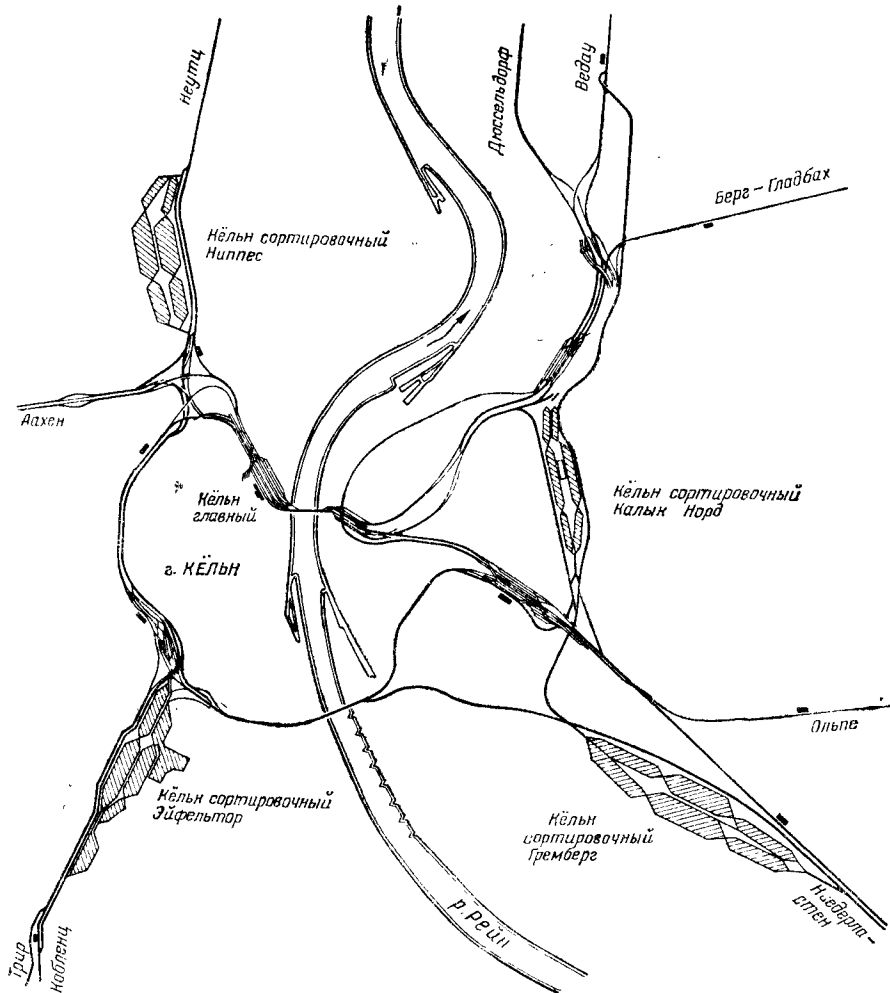 Неутц
Дюссельдорф
Ведау
Берг-Гладбах
Кёльн сортировочный
Ниппес
Аахен
Кёльн
главный
Кёльн сортировочный
Калык Норд
г. КЁЛЬН
Ольпе
Кёльн сортировочный
Эйфельтор
Кёльн
сортировочный
Гремберг
Ниедерла-
стен
р. Рейн
Трир
Кобленц